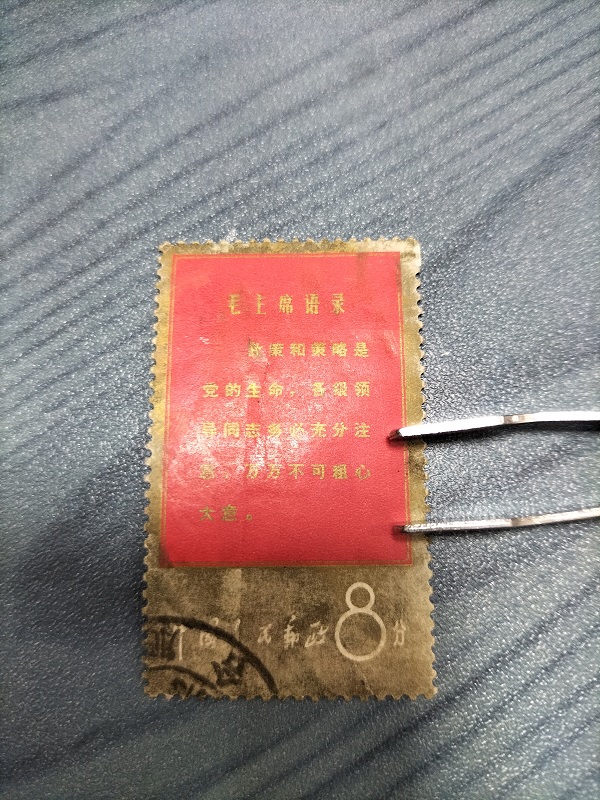 毛主席语录
政策和策略是
党的生命，各级领
导同志务必充分注
意，万万不可粗心
大意。
中国人民邮政8分